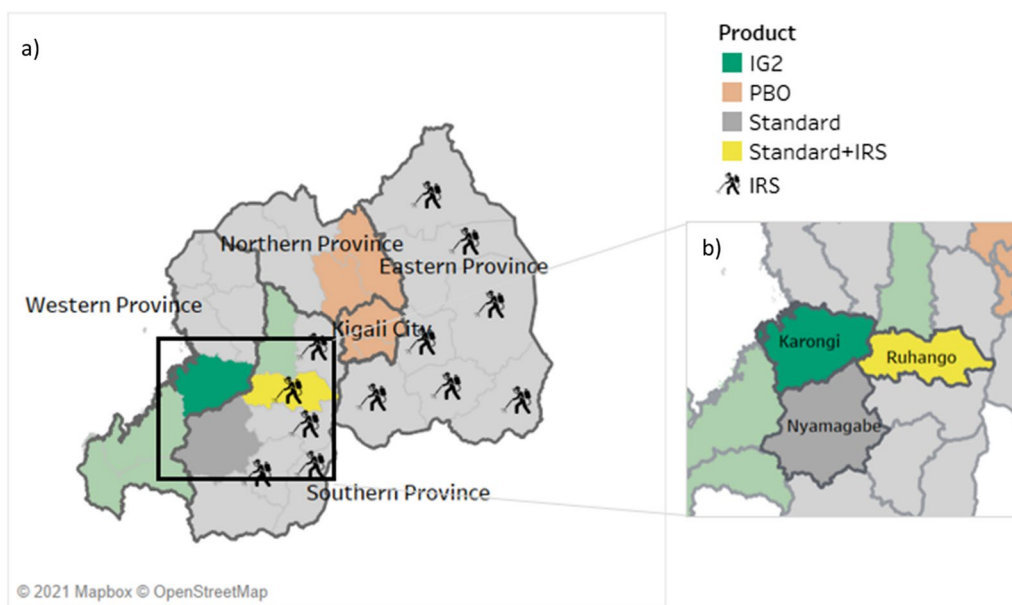 a)
Product
IG2
PBO
Standard
Standard+IRS
IRS
Northern Province
Eastern Province
Western Province
Kigali City
Southern Province
© 2021 Mapbox © OpenStreetMap
b)
Karongi
Ruhango
Nyamagabe